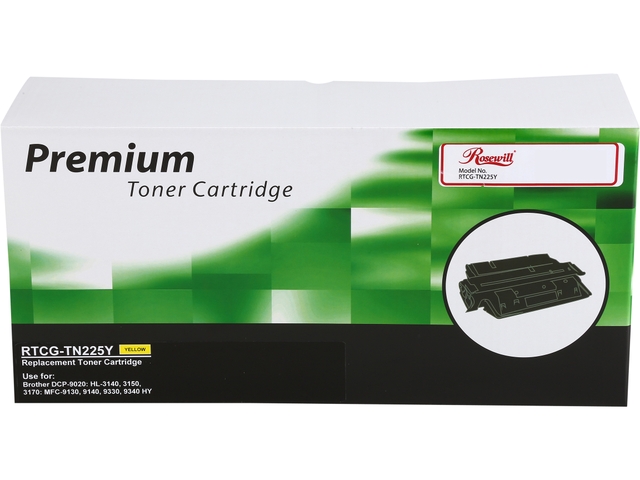 Premium
Toner Cartridge
Rosewill
Model No.
RTCG-TN225Y
RTCG-TN225Y YELLOW
Replacement Toner Cartridge
Use for:
Brother DCP-9020: HL-3140, 3150,
3170: MFC-9130, 9140, 9330, 9340 HY